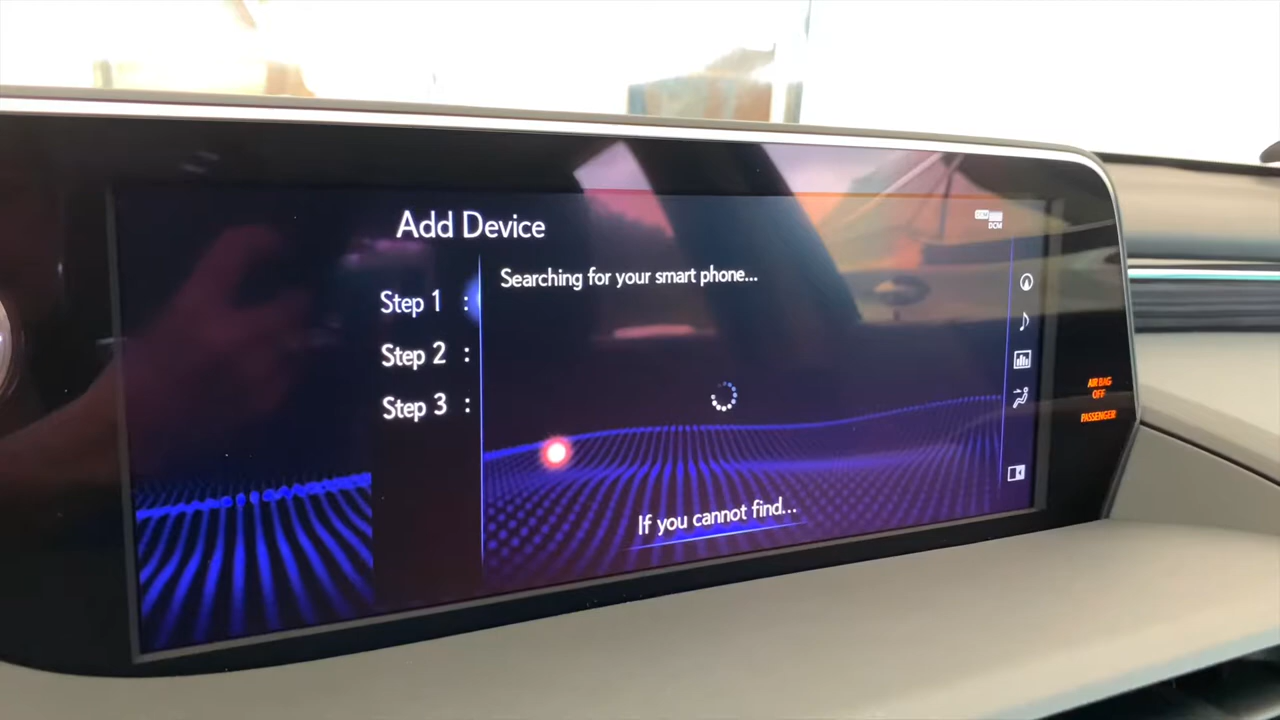 Add Device
DCM
Searching for your smart phone...
Step 1 :
Step 2 :
Step 3 :
If you cannot find...
AIR BAG
OFF
PASSENGER